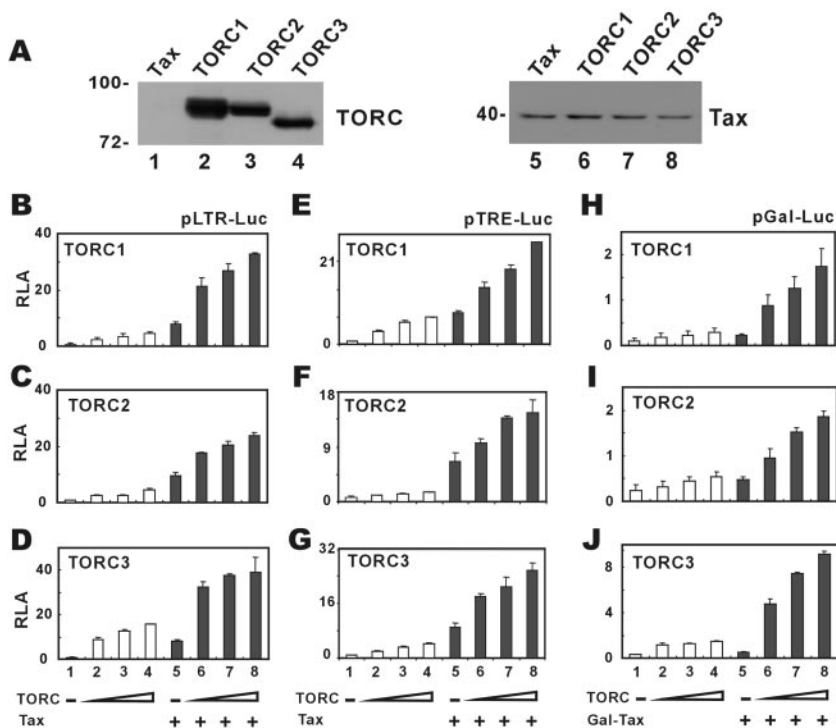 A
Tax TORC1 TORC2 TORC3
100-
72-
TORC
1 2 3 4
Tax TORC1 TORC2 TORC3
40-
Tax
5 6 7 8
B pLTR-Luc
TORC1
RLA
40
20
0
C
TORC2
RLA
40
20
0
D
TORC3
RLA
40
20
0
1 2 3 4 5 6 7 8
TORC - -
Tax + + + +
E pTRE-Luc
TORC1
21
0
F
TORC2
18
9
0
G
TORC3
32
16
0
1 2 3 4 5 6 7 8
- -
+ + + +
H pGal-Luc
TORC1
2
1
0
I
TORC2
2
1
0
J
TORC3
8
4
0
1 2 3 4 5 6 7 8
TORC - -
Gal-Tax + + + +